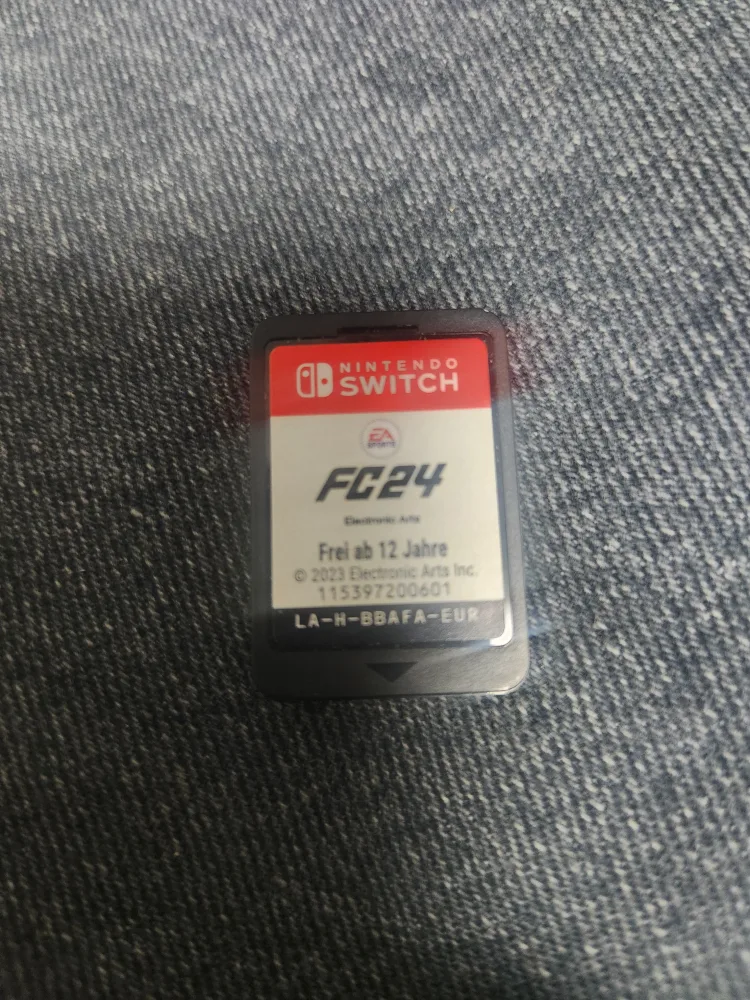 NINTENDO
SWITCH
EA
SPORTS
FC24
Electronic Arts
Frei ab 12 Jahre
© 2023 Electronic Arts Inc.
115397200601
LA-H-BBAFA-EUR